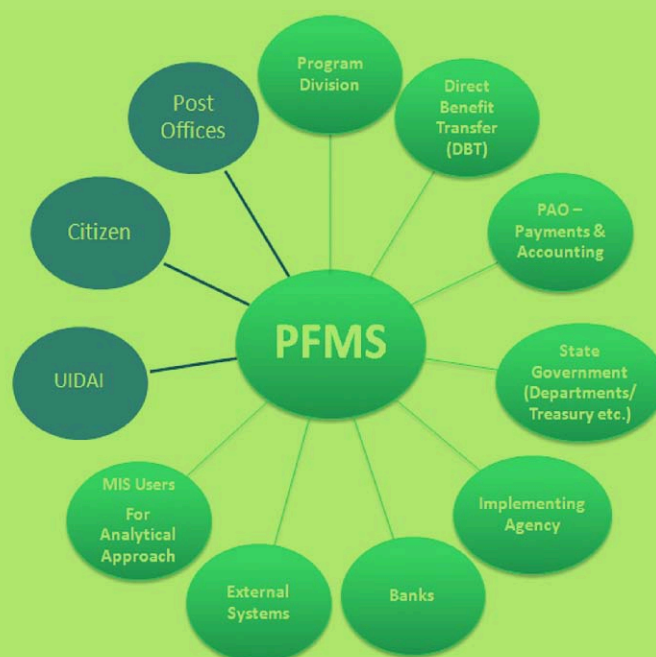 Program
Division
Post
Offices
Direct
Benefit
Transfer
(DBT)
Citizen
PAO –
Payments &
Accounting
PFMS
UIDAI
State
Government
(Departments/
Treasury etc.)
MIS Users
For
Analytical
Approach
Implementing
Agency
External
Systems
Banks